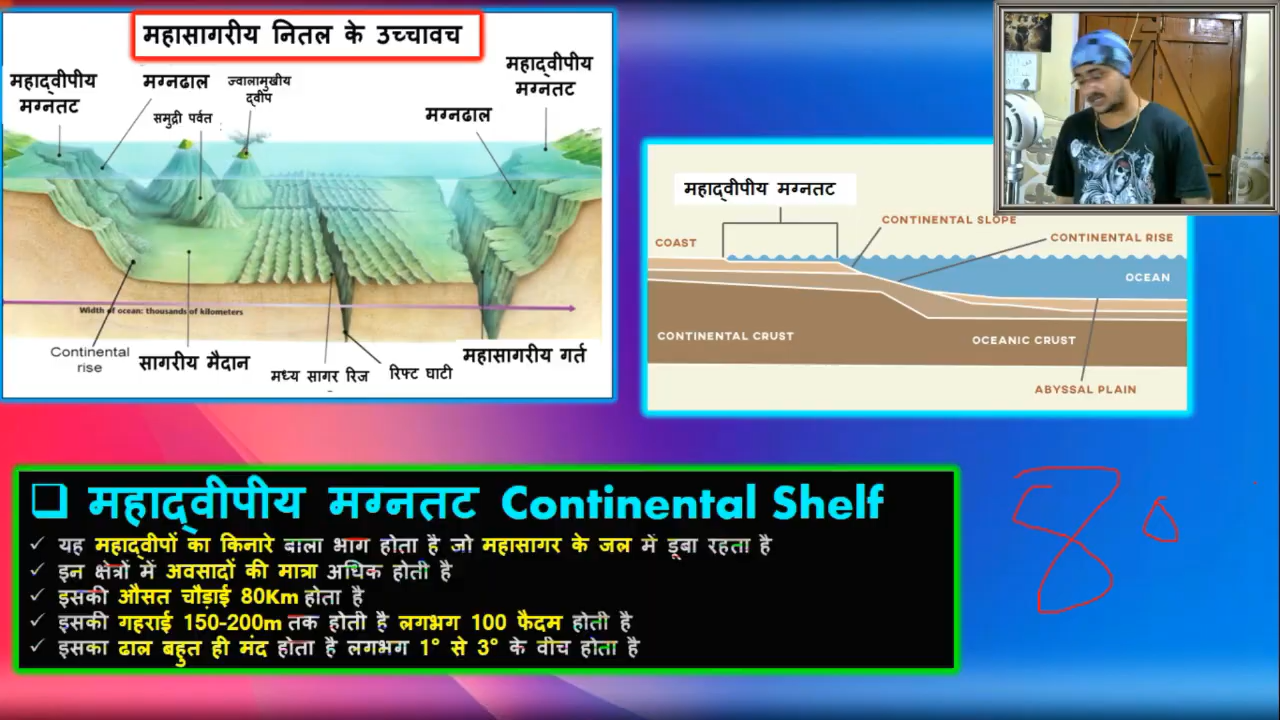 महासागरीय नितल के उच्चावच
महाद्वीपीय
मग्नतट
मग्नढाल
ज्वालामुखीय
द्वीप
समुद्री पर्वत
मग्नढाल
महाद्वीपीय
मग्नतट
Width of ocean: thousands of kilometers
Continental
rise
सागरीय मैदान
मध्य सागर रिज
रिफ्ट घाटी
महासागरीय गर्त
महाद्वीपीय मग्नतट
CONTINENTAL SLOPE
COAST
CONTINENTAL RISE
OCEAN
CONTINENTAL CRUST
OCEANIC CRUST
ABYSSAL PLAIN
महाद्वीपीय मग्नतट Continental Shelf
✓ यह महाद्वीपों का किनारे बाला भाग होता है जो महासागर के जल में डूबा रहता है
✓ इन क्षेत्रों में अवसादों की मात्रा अधिक होती है
✓ इसकी औसत चौड़ाई 80Km होता है
✓ इसकी गहराई 150-200m तक होती है लगभग 100 फैदम होती है
✓ इसका ढाल बहुत ही मंद होता है लगभग 1° से 3° के वीच होता है
80